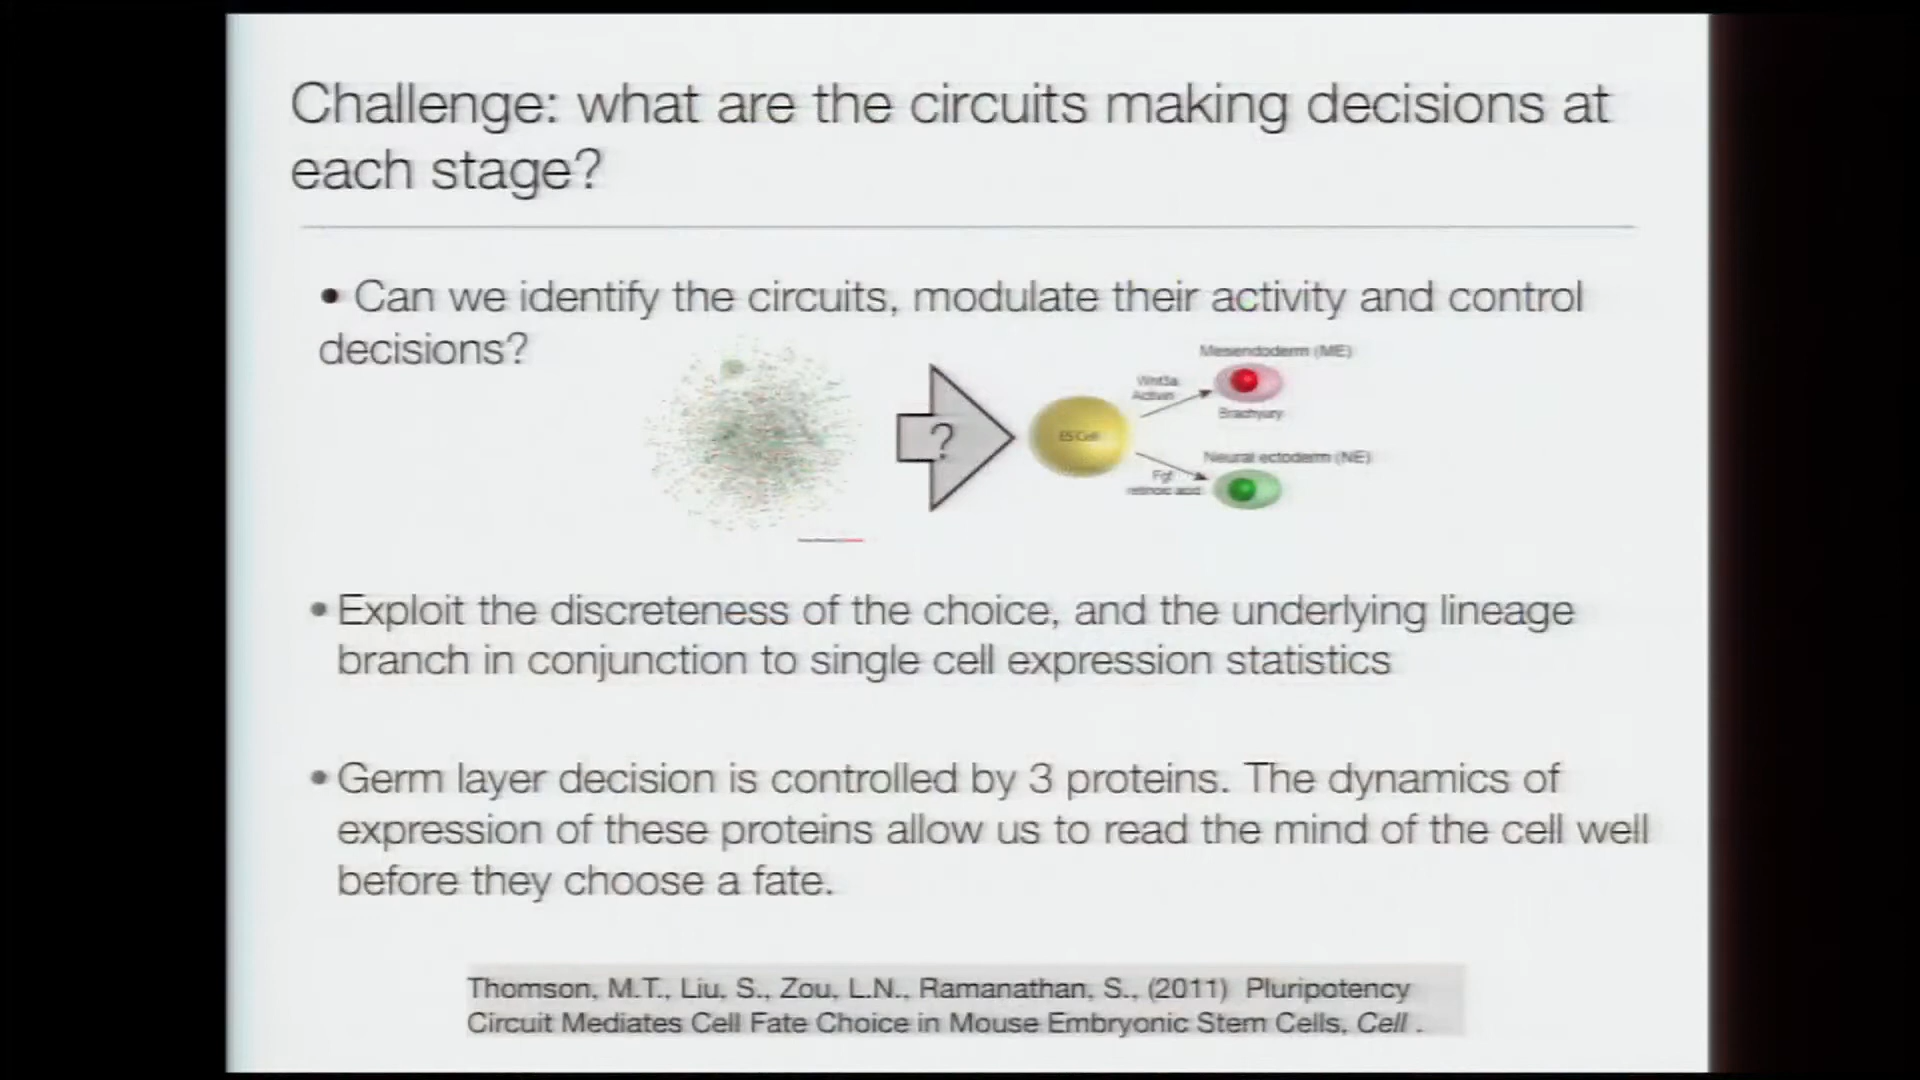 Challenge: what are the circuits making decisions at
each stage?
• Can we identify the circuits, modulate their activity and control
decisions?
Mesendoderm (ME)
Wnt3a
Activin
Brachyury
?
ES Cell
Neural ectoderm (NE)
Fgf
retinoic acid
• Exploit the discreteness of the choice, and the underlying lineage
branch in conjunction to single cell expression statistics
• Germ layer decision is controlled by 3 proteins. The dynamics of
expression of these proteins allow us to read the mind of the cell well
before they choose a fate.
Thomson, M.T., Liu, S., Zou, L.N., Ramanathan, S., (2011) Pluripotency
Circuit Mediates Cell Fate Choice in Mouse Embryonic Stem Cells, Cell .